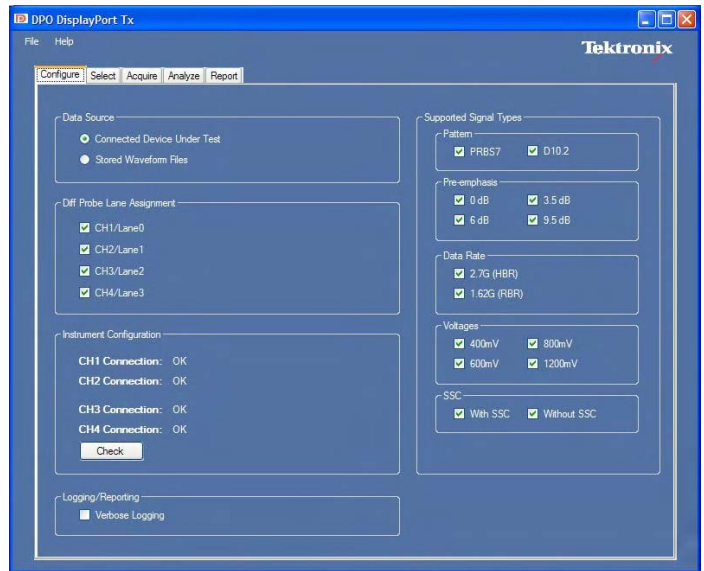 DPO DisplayPort Tx
File Help
Tektronix
Configure Select Acquire Analyze Report
Data Source
Connected Device Under Test
Stored Waveform Files
Diff Probe Lane Assignment
CH1/Lane0
CH2/Lane1
CH3/Lane2
CH4/Lane3
Instrument Configuration
CH1 Connection: OK
CH2 Connection: OK
CH3 Connection: OK
CH4 Connection: OK
Check
Logging/Reporting
Verbose Logging
Supported Signal Types
Pattern
PRBS7 D10.2
Pre-emphasis
0 dB 3.5 dB
6 dB 9.5 dB
Data Rate
2.7G (HBR)
1.62G (RBR)
Voltages
400mV 800mV
600mV 1200mV
SSC
With SSC Without SSC